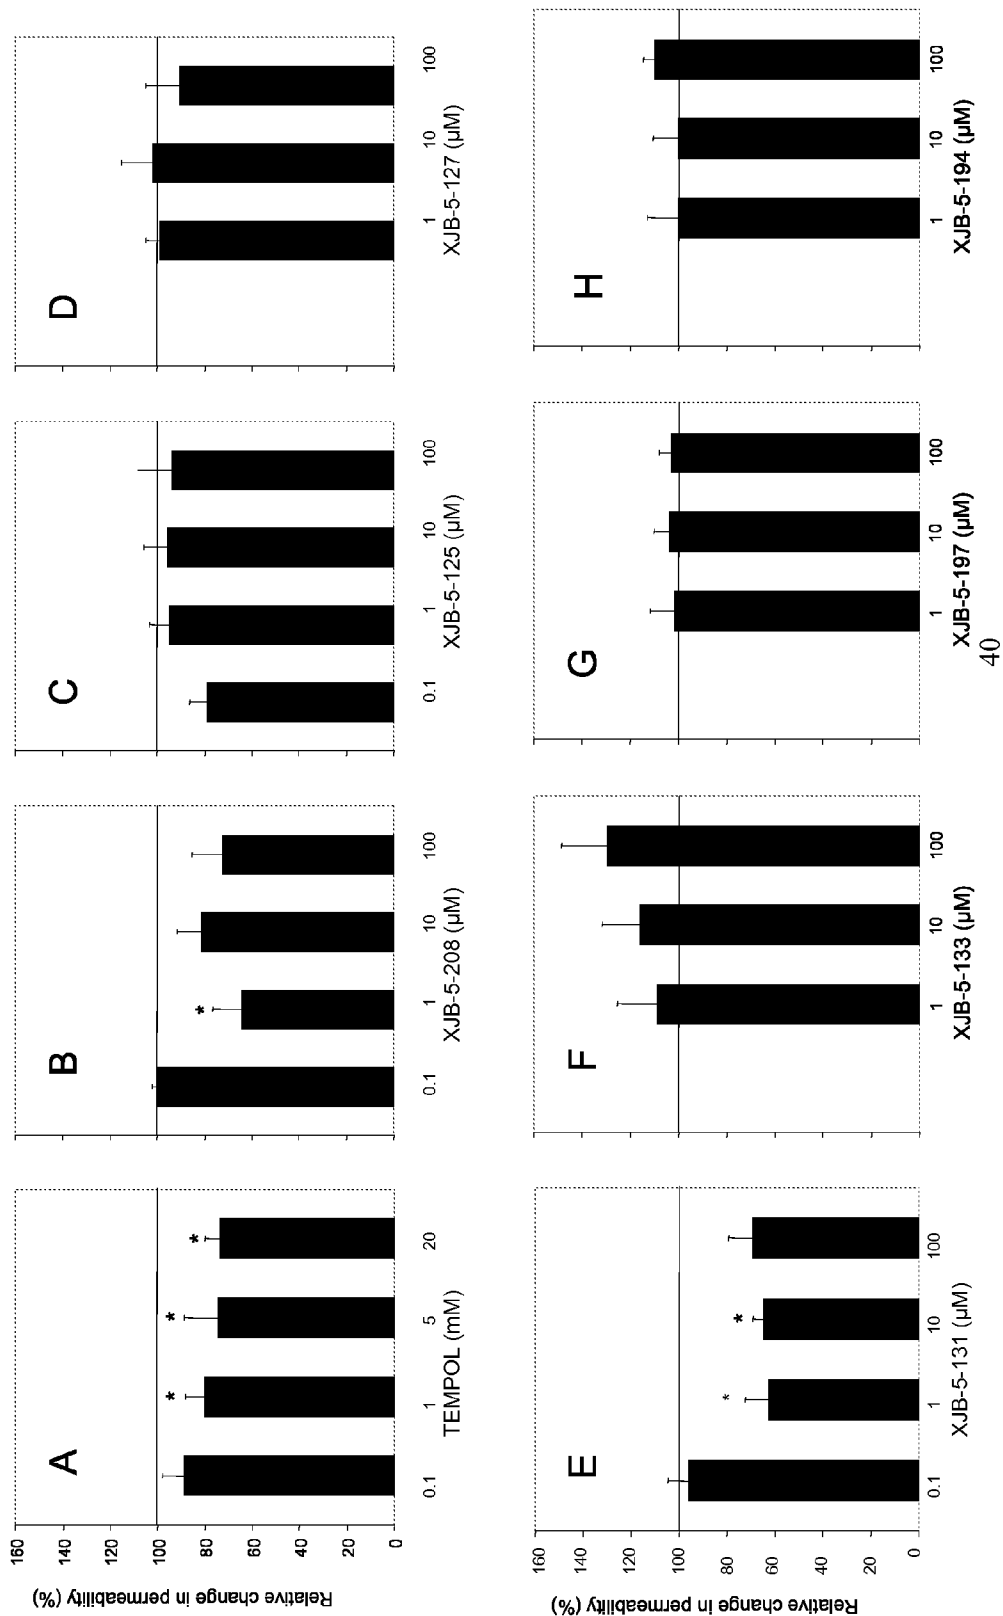 A
Relative change in permeability (%)
160
140
120
100
80
60
40
20
0
*
*
*
0.1
1
5
20
TEMPOL (mM)
B
*
0.1
1
10
100
XJB-5-208 (µM)
C
0.1
1
10
100
XJB-5-125 (µM)
D
1
10
100
XJB-5-127 (µM)
E
Relative change in permeability (%)
160
140
120
100
80
60
40
20
0
*
*
0.1
1
10
100
XJB-5-131 (µM)
F
1
10
100
XJB-5-133 (µM)
G
1
10
100
XJB-5-197 (µM)
H
1
10
100
XJB-5-194 (µM)
40